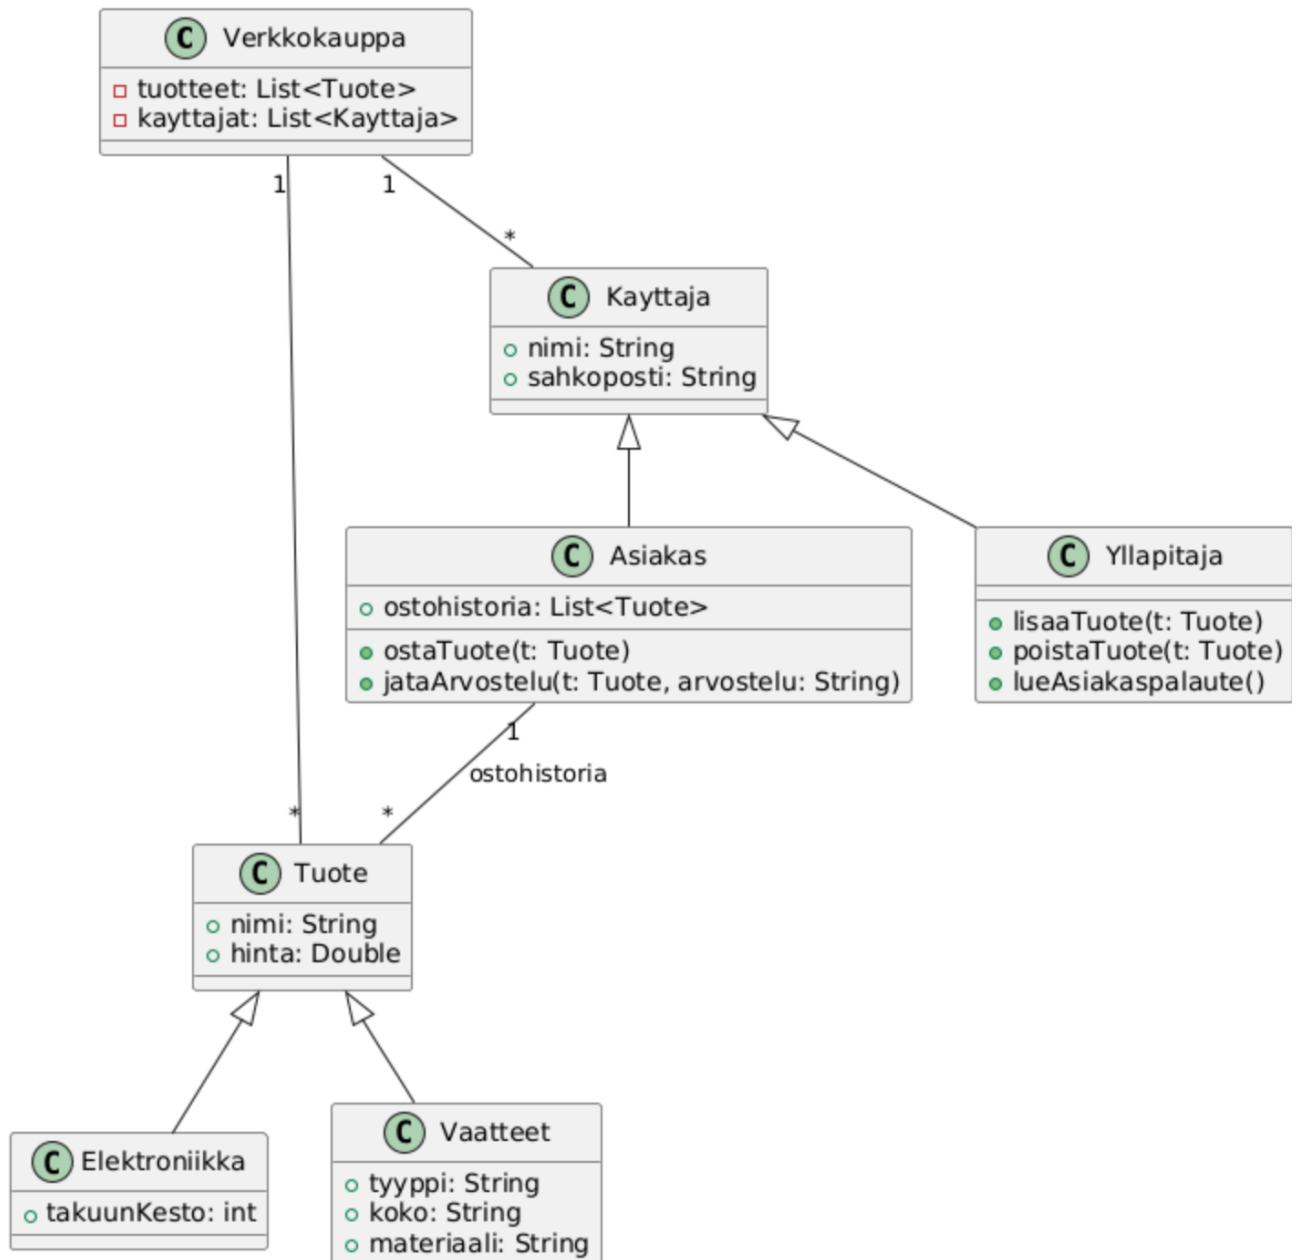 C Verkkokauppa
tuotteet: List<Tuote>
kayttajat: List<Kayttaja>
1
1
*
C Kayttaja
nimi: String
sahkoposti: String
C Asiakas
ostohistoria: List<Tuote>
ostaTuote(t: Tuote)
jataArvostelu(t: Tuote, arvostelu: String)
C Yllapitaja
lisaaTuote(t: Tuote)
poistaTuote(t: Tuote)
lueAsiakaspalaute()
1
ostohistoria
*
*
C Tuote
nimi: String
hinta: Double
C Elektroniikka
takuunKesto: int
C Vaatteet
tyyppi: String
koko: String
materiaali: String